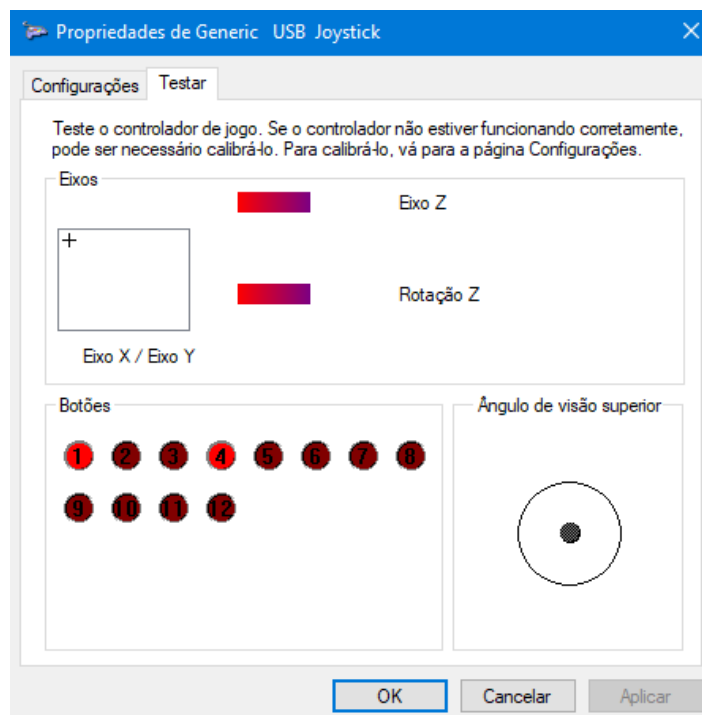 Propriedades de Generic   USB  Joystick
Configurações Testar
Teste o controlador de jogo. Se o controlador não estiver funcionando corretamente,
pode ser necessário calibrá-lo. Para calibrá-lo, vá para a página Configurações.
Eixos
Eixo Z
Rotação Z
Eixo X / Eixo Y
Botões
1 2 3 4 5 6 7 8
9 10 11 12
Ângulo de visão superior
OK Cancelar Aplicar